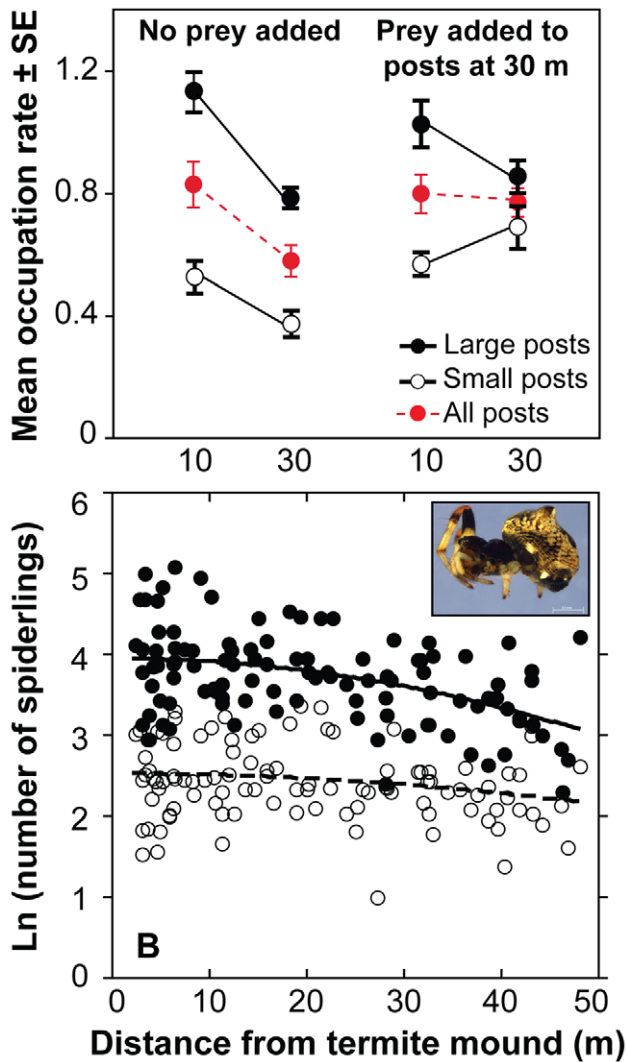 Mean occupation rate ± SE
No prey added
Prey added to
posts at 30 m
1.2
0.8
0.4
0
Large posts
Small posts
All posts
10
30
10
30
Ln (number of spiderlings)
6
5
4
3
2
1
0
B
0
10
20
30
40
50
Distance from termite mound (m)